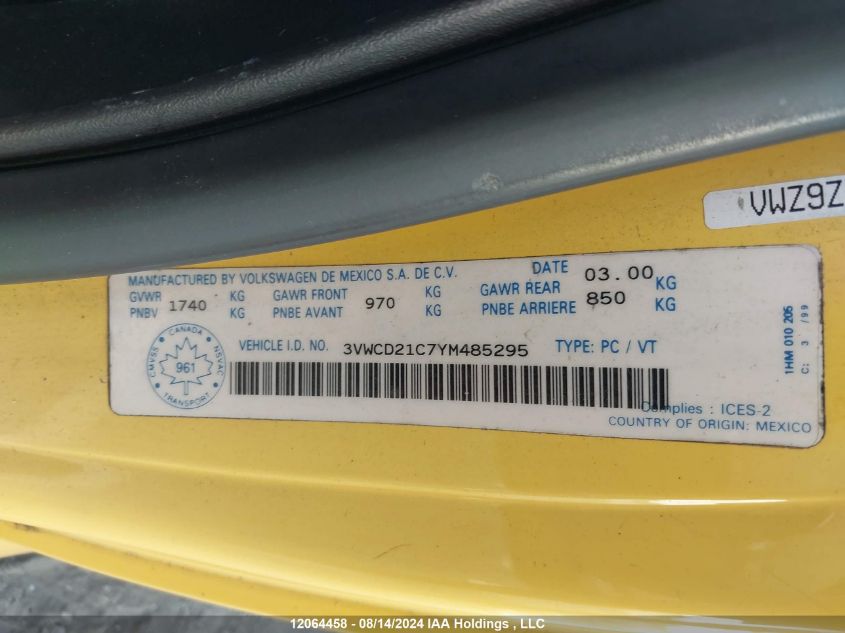 VWZ9Z
MANUFACTURED BY VOLKSWAGEN DE MEXICO S.A. DE C.V. DATE 03.00
GVWR KG GAWR FRONT KG GAWR REAR KG
1740 970 850
PNBV KG PNBE AVANT KG PNBE ARRIERE KG
VEHICLE I.D. NO. 3VWCD21C7YM485295 TYPE: PC / VT
CANADA
CMVSS 961 NSVAC
TRANSPORT
Complies : ICES-2
COUNTRY OF ORIGIN: MEXICO
1HM 010 205
C: 3 /99
12064458 - 08/14/2024 IAA Holdings , LLC